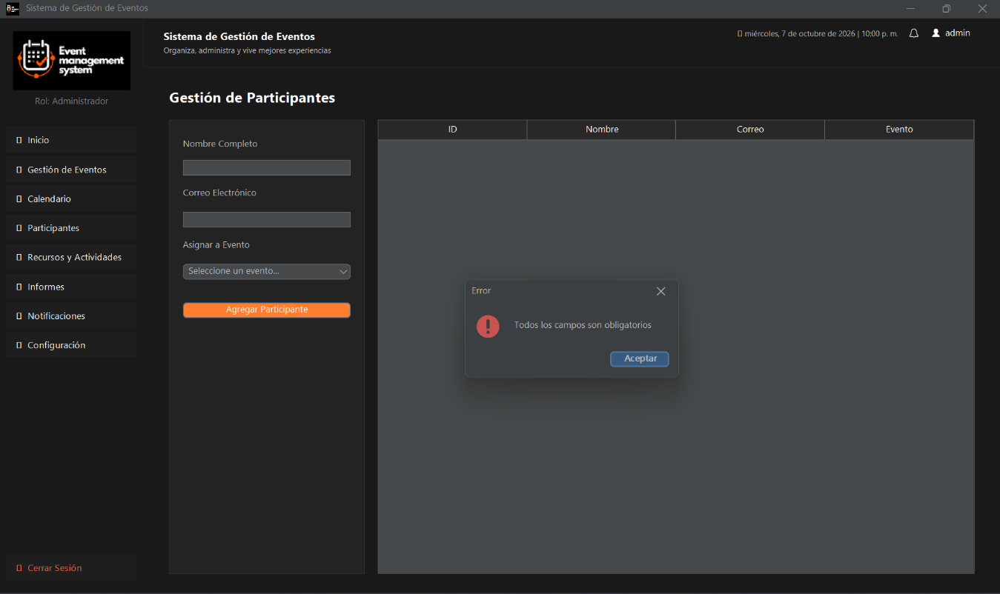 Sistema de Gestión de Eventos
Event
management
system
Rol: Administrador
Inicio
Gestión de Eventos
Calendario
Participantes
Recursos y Actividades
Informes
Notificaciones
Configuración
Cerrar Sesión
Sistema de Gestión de Eventos
Organiza, administra y vive mejores experiencias
miércoles, 7 de octubre de 2026 | 10:00 p. m.
admin
Gestión de Participantes
Nombre Completo
Correo Electrónico
Asignar a Evento
Seleccione un evento...
Agregar Participante
ID Nombre Correo Evento
Error
Todos los campos son obligatorios
Aceptar